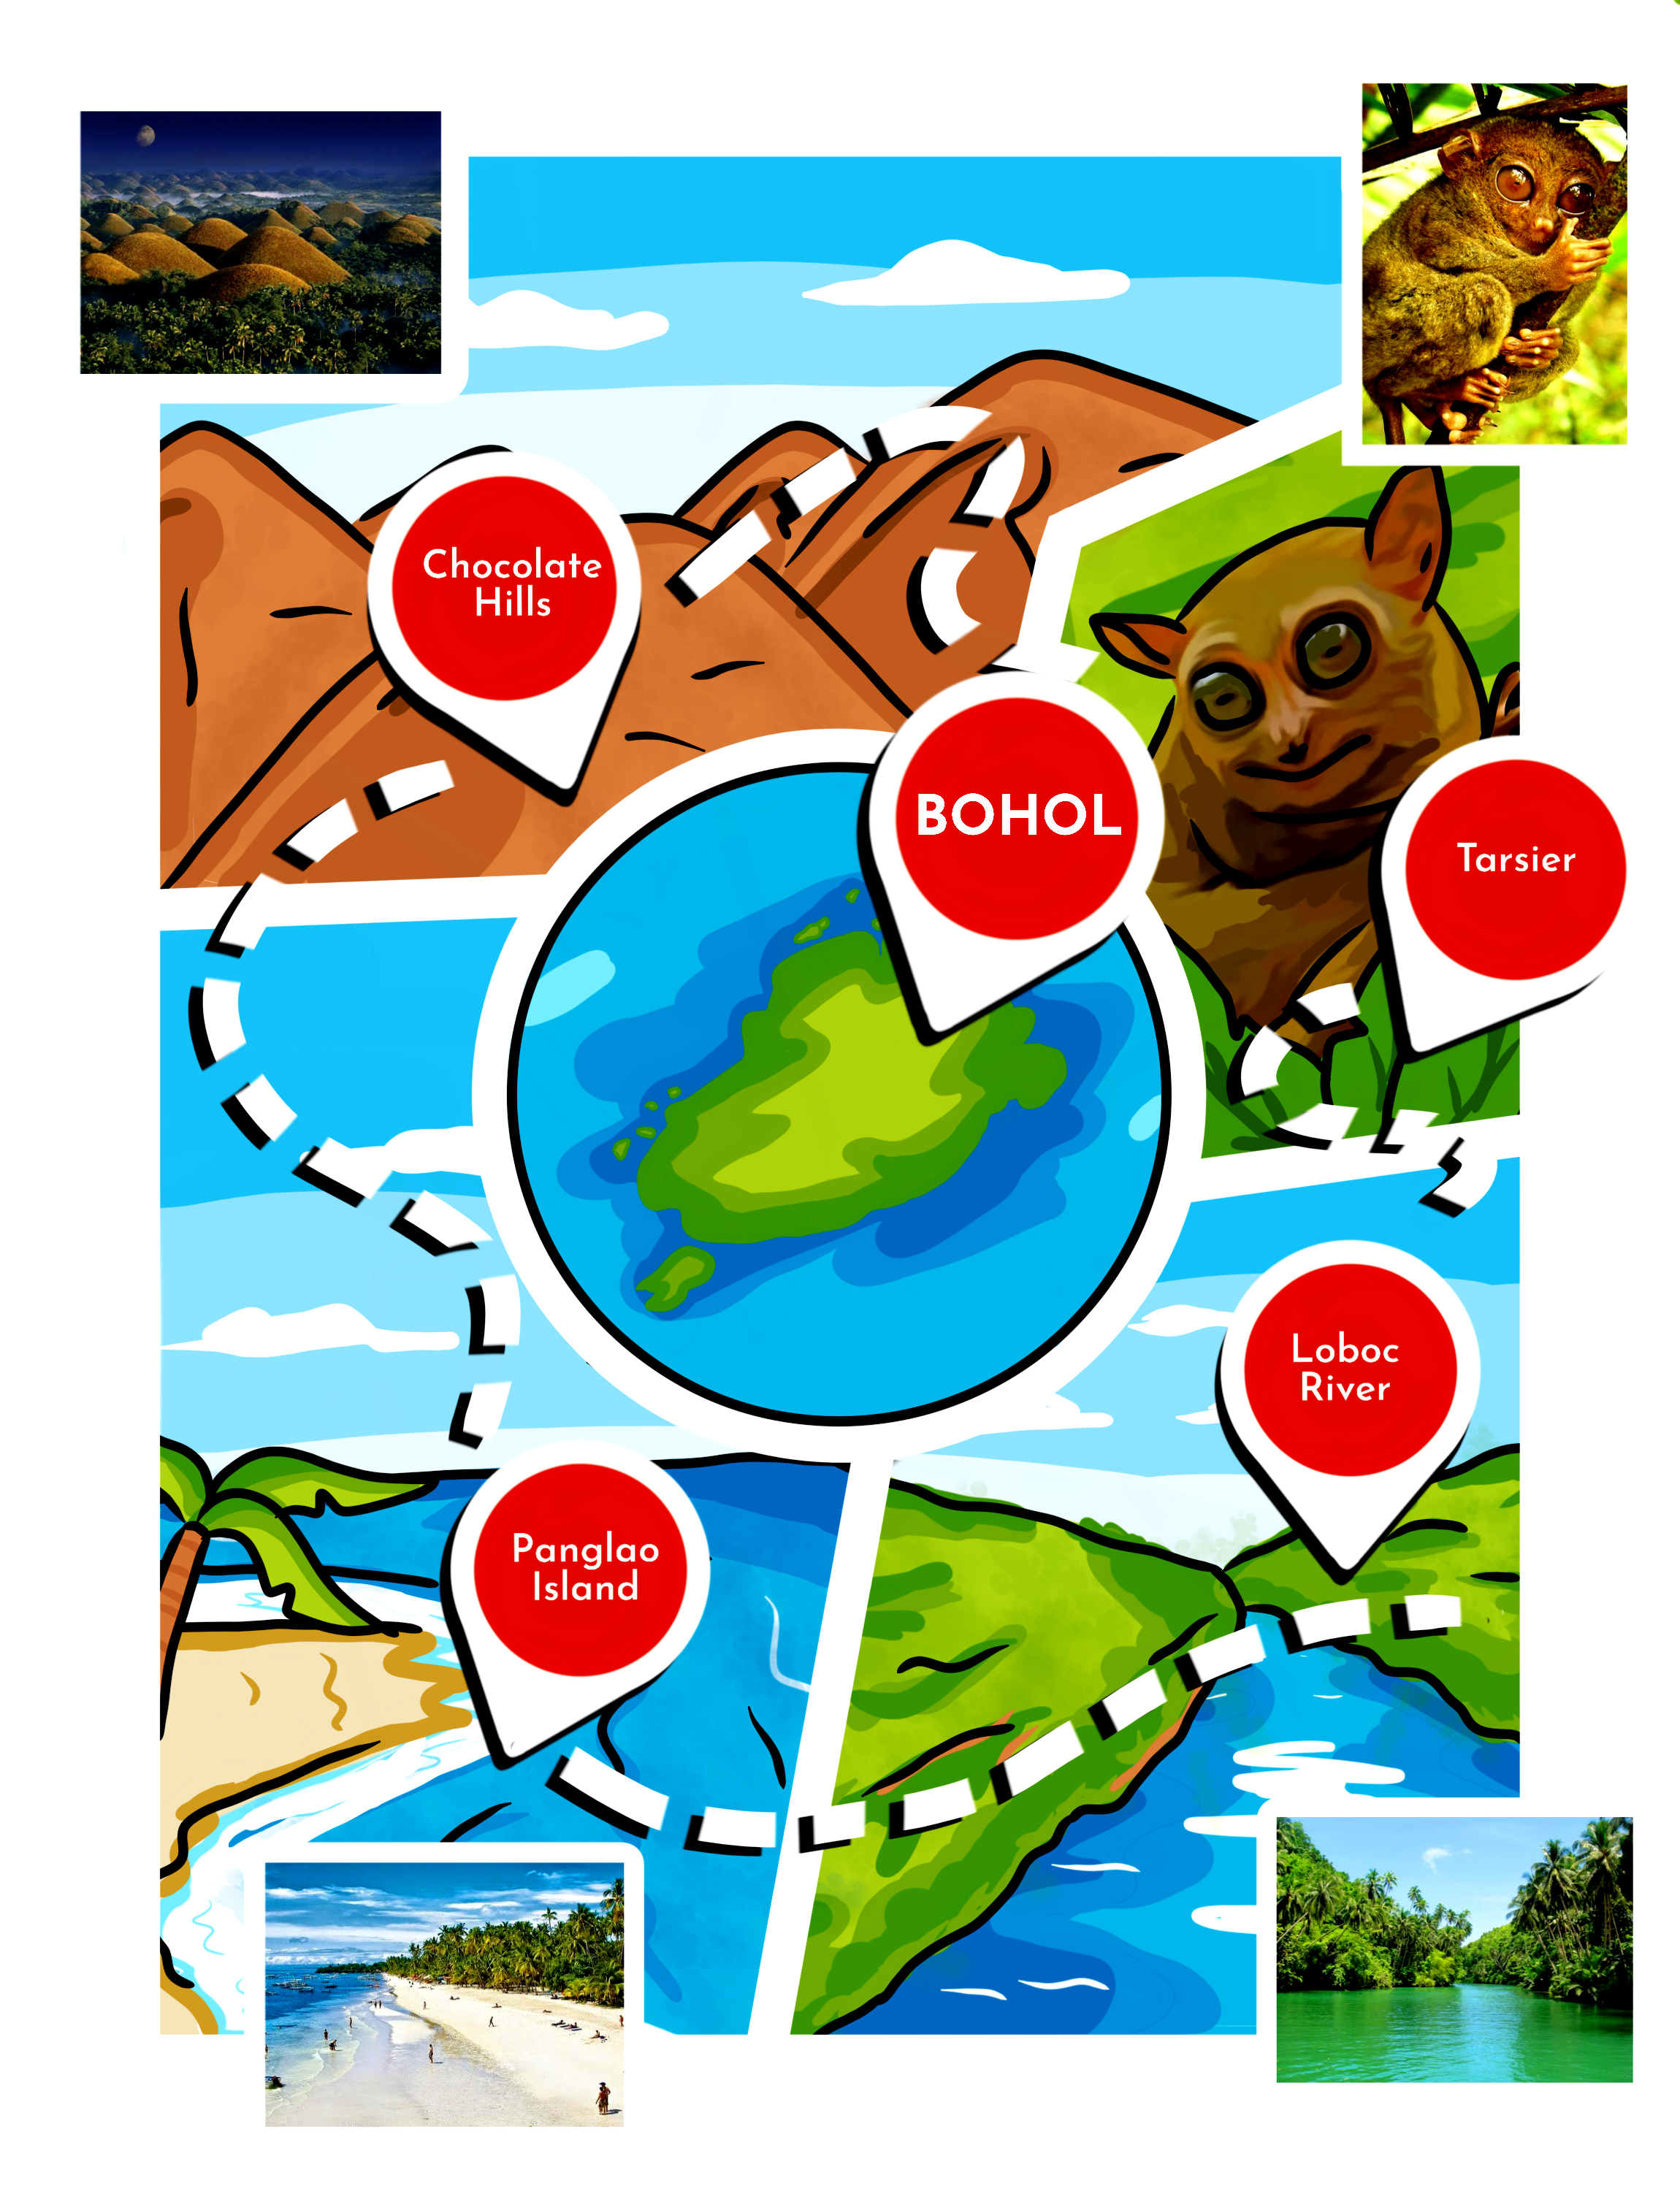 Chocolate
Hills
BOHOL
Tarsier
Loboc
River
Panglao
Island